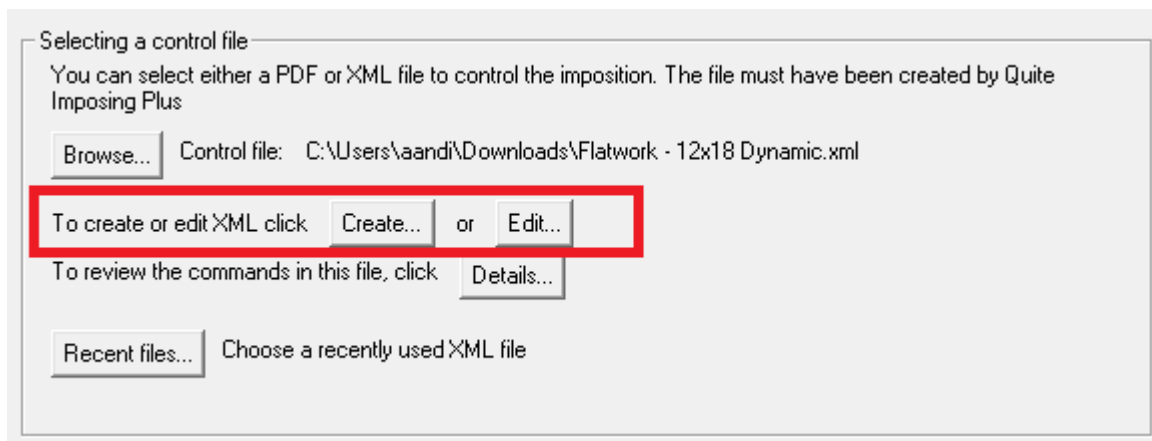 Selecting a control file
You can select either a PDF or XML file to control the imposition. The file must have been created by Quite
Imposing Plus
Browse... Control file: C:\Users\aandi\Downloads\Flatwork - 12x18 Dynamic.xml
To create or edit XML click Create... or Edit...
To review the commands in this file, click Details...
Recent files... Choose a recently used XML file